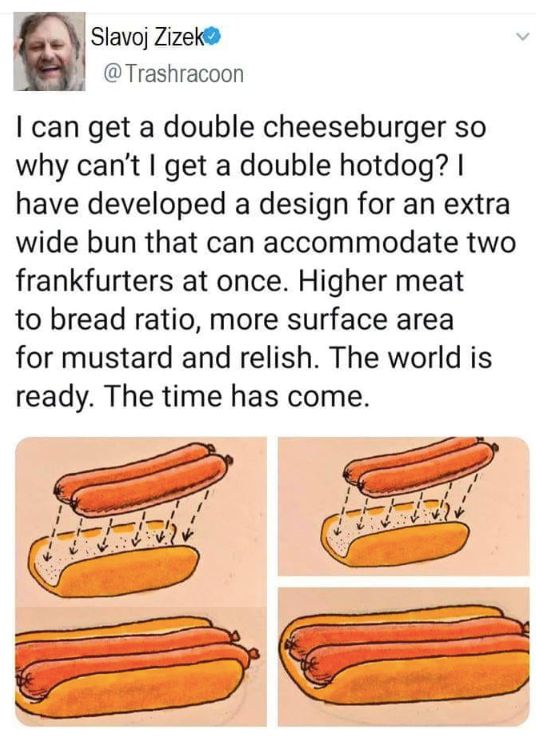 Slavoj Zizek
@Trashracoon
I can get a double cheeseburger so
why can't I get a double hotdog? I
have developed a design for an extra
wide bun that can accommodate two
frankfurters at once. Higher meat
to bread ratio, more surface area
for mustard and relish. The world is
ready. The time has come.